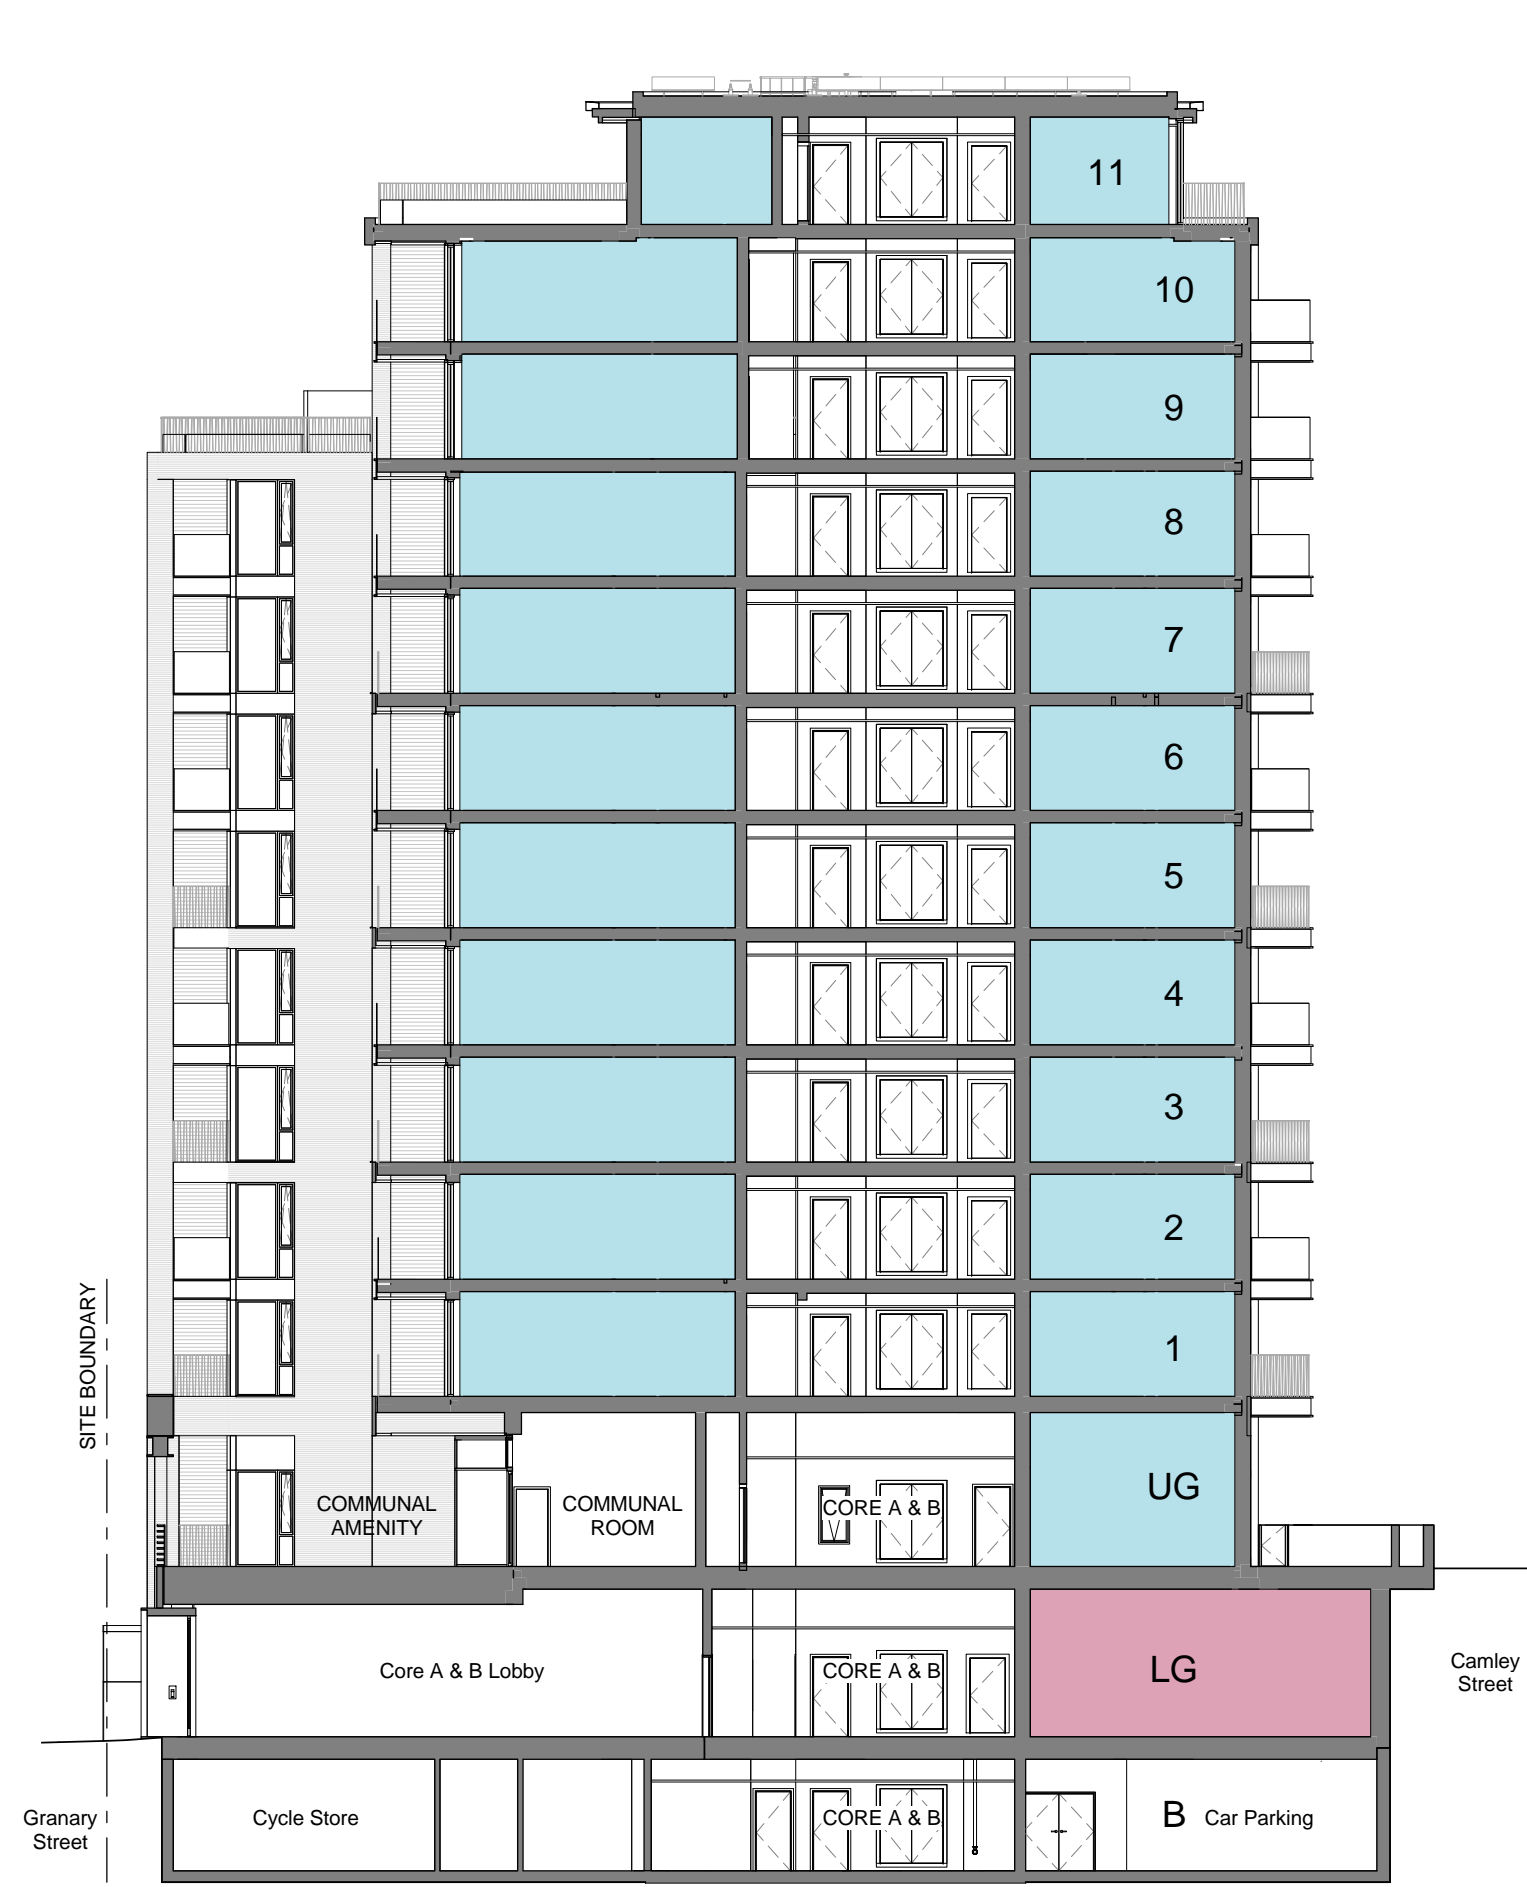 11
10
9
8
7
6
5
4
3
2
1
SITE BOUNDARY
UG
COMMUNAL
AMENITY
COMMUNAL
ROOM
CORE A & B
Core A & B Lobby
CORE A & B
LG
Camley
Street
Granary
Street
Cycle Store
CORE A & B
B
Car Parking